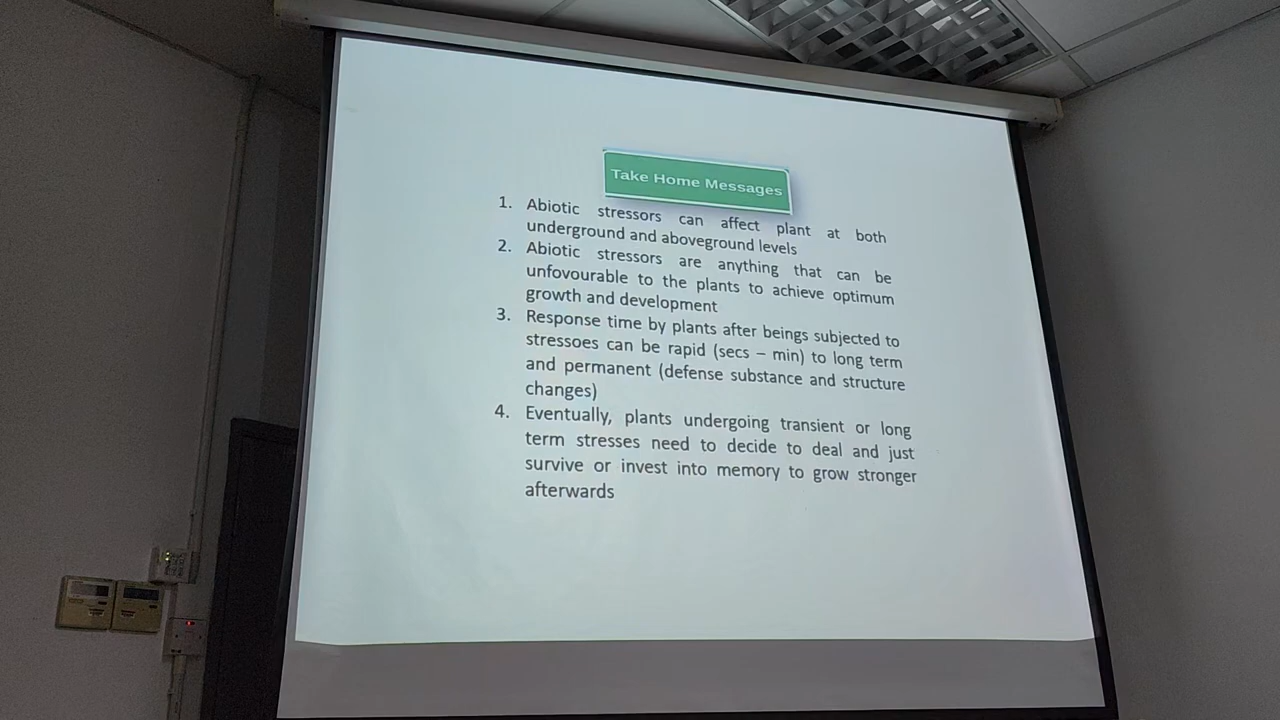 Take Home Messages
1. Abiotic stressors can affect plant at both
underground and aboveground levels
2. Abiotic stressors are anything that can be
unfovourable to the plants to achieve optimum
growth and development
3. Response time by plants after beings subjected to
stressoes can be rapid (secs – min) to long term
and permanent (defense substance and structure
changes)
4. Eventually, plants undergoing transient or long
term stresses need to decide to deal and just
survive or invest into memory to grow stronger
afterwards